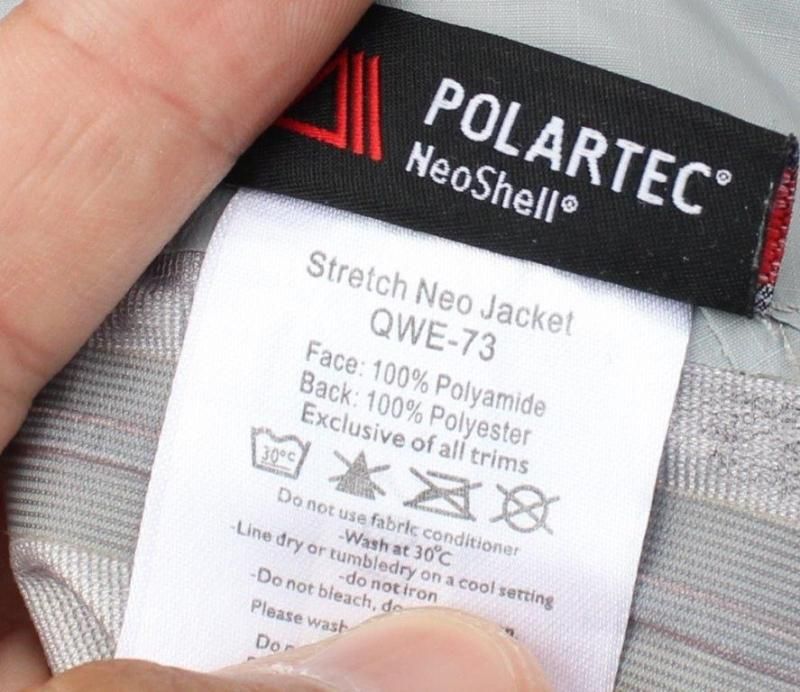 POLARTEC®
NeoShell®
Stretch Neo Jacket
QWE-73
Face: 100% Polyamide
Back: 100% Polyester
Exclusive of all trims
30°C
Do not use fabric conditioner
-Wash at 30°C
-Line dry or tumbledry on a cool setting
-do not iron
-Do not bleach, do
Please wash
Do